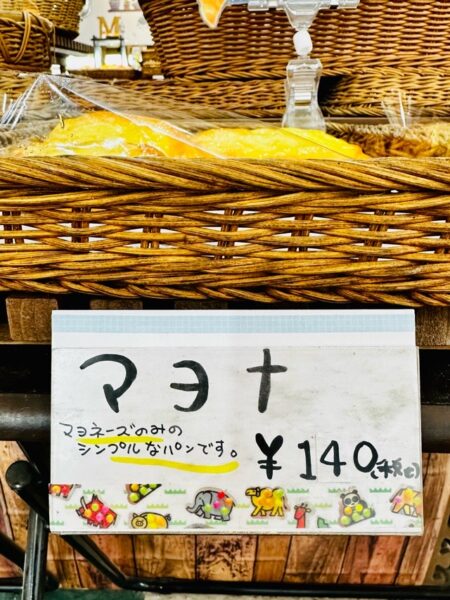 M
マヨナ
マヨネーズのみの
シンプルなパンです。
¥140(税込)